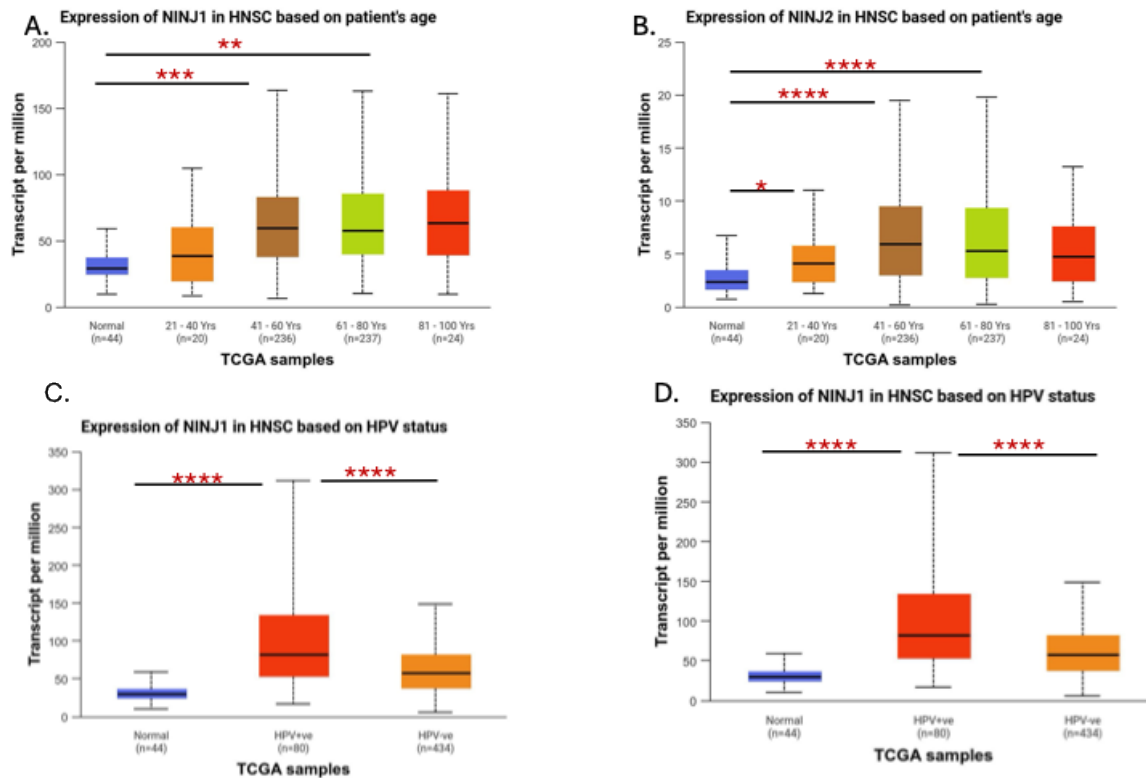 A.
Expression of NINJ1 in HNSC based on patient's age
Transcript per million
200
150
100
50
0
**
***
Normal
(n=44)
21 - 40 Yrs
(n=20)
41 - 60 Yrs
(n=236)
61 - 80 Yrs
(n=237)
81 - 100 Yrs
(n=24)
TCGA samples
B.
Expression of NINJ2 in HNSC based on patient's age
Transcript per million
25
20
15
10
5
0
****
****
*
Normal
(n=44)
21 - 40 Yrs
(n=20)
41 - 60 Yrs
(n=236)
61 - 80 Yrs
(n=237)
81 - 100 Yrs
(n=24)
TCGA samples
C.
Expression of NINJ1 in HNSC based on HPV status
Transcript per million
350
300
250
200
150
100
50
0
****
****
Normal
(n=44)
HPV+ve
(n=80)
HPV-ve
(n=434)
TCGA samples
D.
Expression of NINJ1 in HNSC based on HPV status
Transcript per million
350
300
250
200
150
100
50
0
****
****
Normal
(n=44)
HPV+ve
(n=80)
HPV-ve
(n=434)
TCGA samples